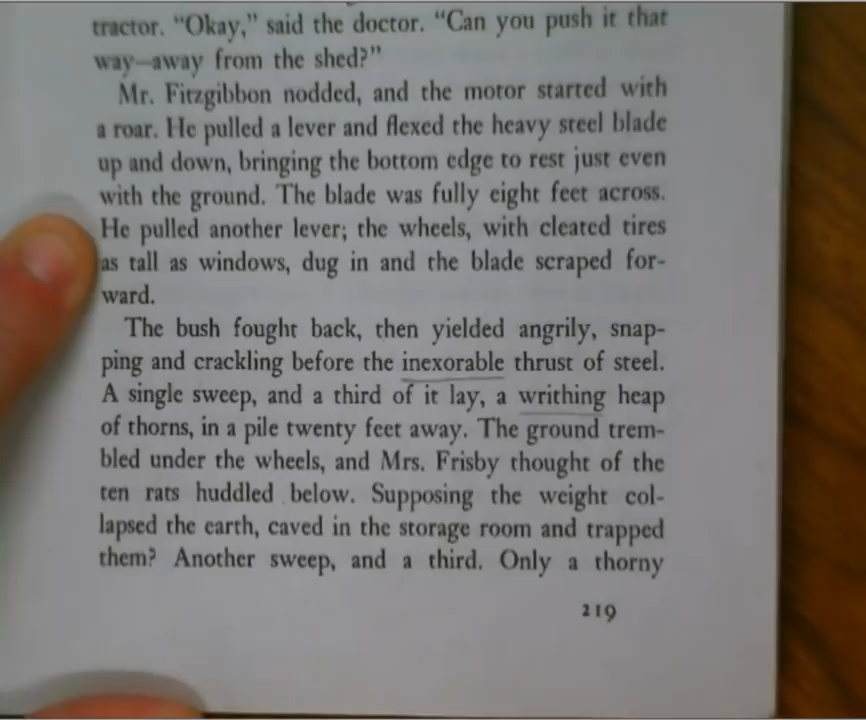 tractor. “Okay,” said the doctor. “Can you push it that
way—away from the shed?”
Mr. Fitzgibbon nodded, and the motor started with
a roar. He pulled a lever and flexed the heavy steel blade
up and down, bringing the bottom edge to rest just even
with the ground. The blade was fully eight feet across.
He pulled another lever; the wheels, with cleated tires
as tall as windows, dug in and the blade scraped for-
ward.
The bush fought back, then yielded angrily, snap-
ping and crackling before the inexorable thrust of steel.
A single sweep, and a third of it lay, a writhing heap
of thorns, in a pile twenty feet away. The ground trem-
bled under the wheels, and Mrs. Frisby thought of the
ten rats huddled below. Supposing the weight col-
lapsed the earth, caved in the storage room and trapped
them? Another sweep, and a third. Only a thorny
219